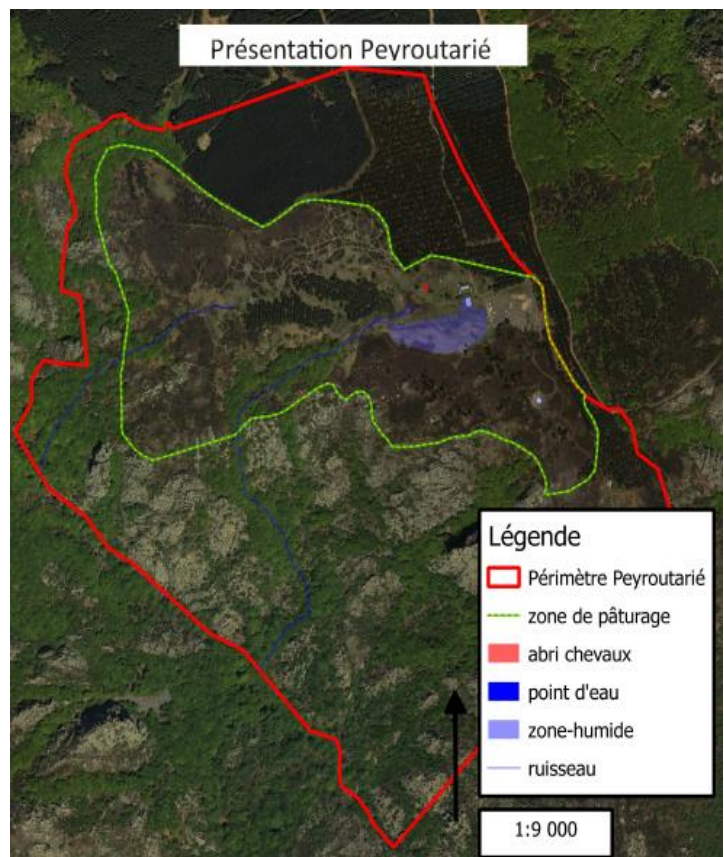 Présentation Peyroutarié
Légende
Périmètre Peyroutarié
zone de pâturage
abri chevaux
point d'eau
zone-humide
ruisseau
1:9 000